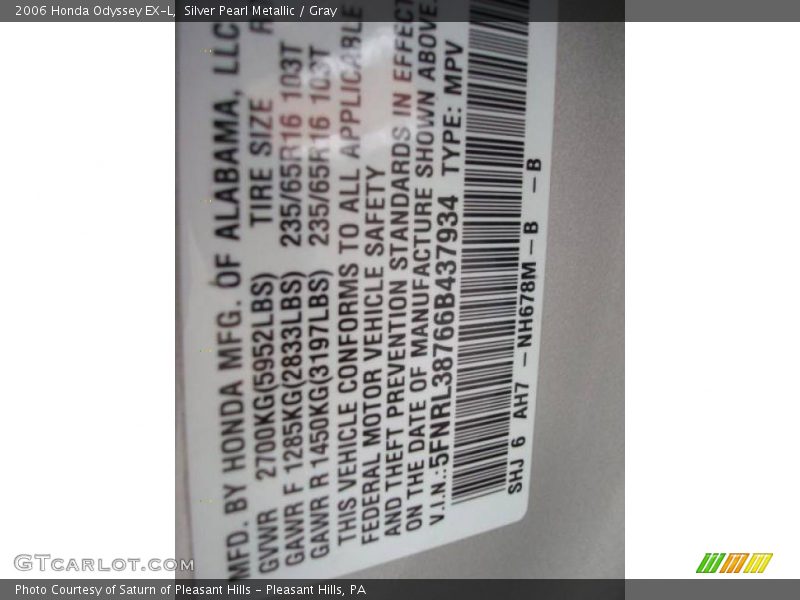 2006 Honda Odyssey EX-L, Silver Pearl Metallic / Gray
MFD. BY HONDA MFG. OF ALABAMA, LLC
GVWR 2700KG(5952LBS) TIRE SIZE R
GAWR F 1285KG(2833LBS) 235/65R16 103T
GAWR R 1450KG(3197LBS) 235/65R16 103T
THIS VEHICLE CONFORMS TO ALL APPLICABLE
FEDERAL MOTOR VEHICLE SAFETY
AND THEFT PREVENTION STANDARDS IN EFFECT
ON THE DATE OF MANUFACTURE SHOWN ABOVE.
V.I.N.:5FNRL38766B437934 TYPE: MPV
SHJ 6 AH7 -NH678M-B -B
GTCarlot.com
Photo Courtesy of Saturn of Pleasant Hills - Pleasant Hills, PA